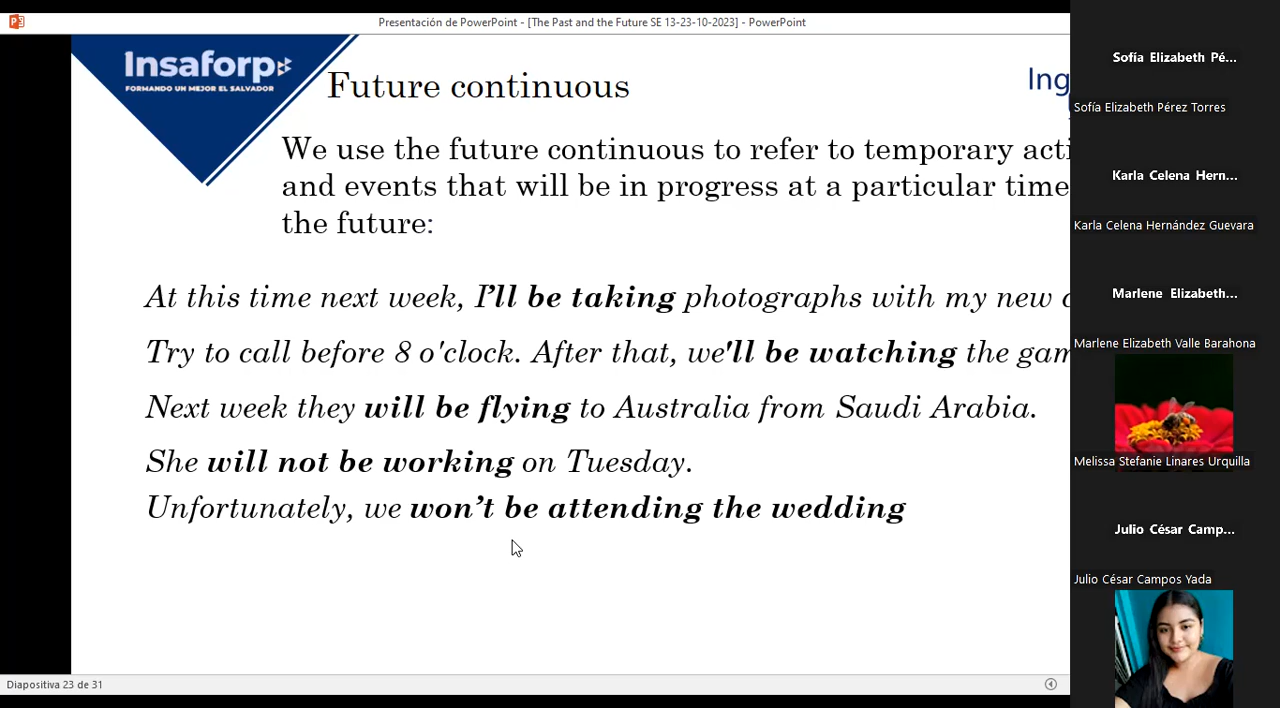 Presentación de PowerPoint - [The Past and the Future SE 13-23-10-2023] - PowerPoint
Insaforp
FORMANDO UN MEJOR EL SALVADOR
Future continuous
Ing
We use the future continuous to refer to temporary acti
and events that will be in progress at a particular time
the future:
At this time next week, I’ll be taking photographs with my new c
Try to call before 8 o'clock. After that, we'll be watching the gam
Next week they will be flying to Australia from Saudi Arabia.
She will not be working on Tuesday.
Unfortunately, we won’t be attending the wedding
Diapositiva 23 de 31
Sofía Elizabeth Pé...
Sofía Elizabeth Pérez Torres
Karla Celena Hern...
Karla Celena Hernández Guevara
Marlene Elizabeth...
Marlene Elizabeth Valle Barahona
Melissa Stefanie Linares Urquilla
Julio César Camp...
Julio César Campos Yada